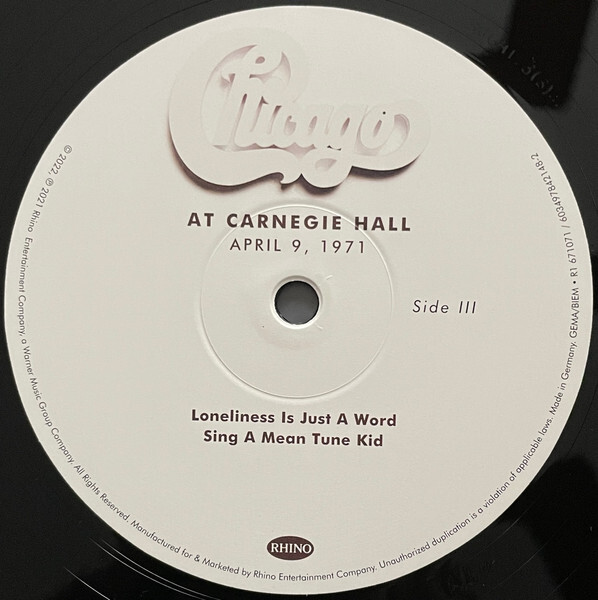 Chicago
AT CARNEGIE HALL
APRIL 9, 1971
Side III
Loneliness Is Just A Word
Sing A Mean Tune Kid
RHINO
© 2022, ℗ 2021 Rhino Entertainment Company, a Warner Music Group Company. All Rights Reserved. Manufactured for & Marketed by Rhino Entertainment Company. Unauthorized duplication is a violation of applicable laws. Made in Germany. GEMA/BIEM • R1 671071 / 603497842148-2